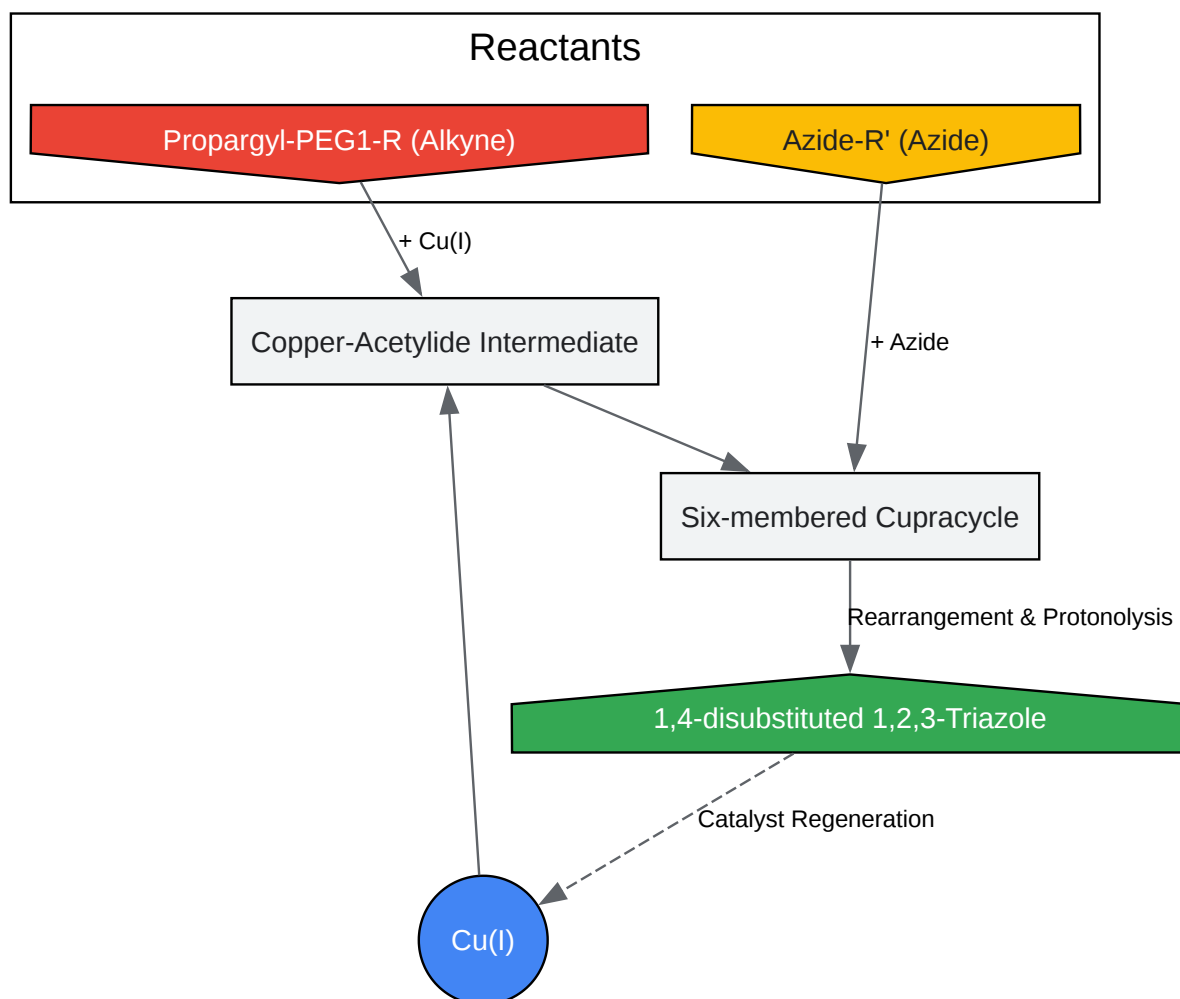 Reactants
Propargyl-PEG1-R (Alkyne)
Azide-R' (Azide)
+ Cu(I)
Copper-Acetylide Intermediate
+ Azide
Six-membered Cupracycle
Rearrangement & Protonolysis
1,4-disubstituted 1,2,3-Triazole
Catalyst Regeneration
Cu(I)